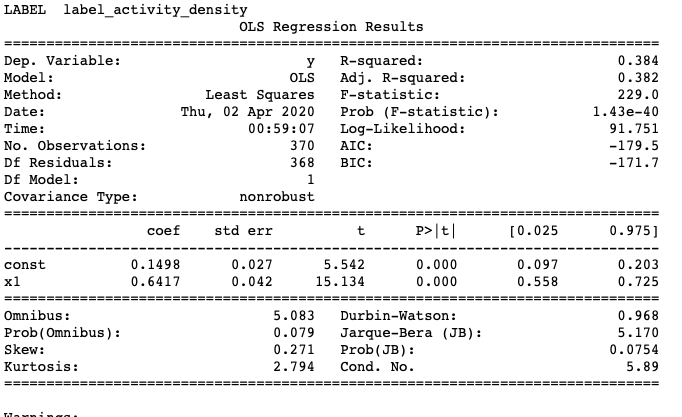 LABEL  label_activity_density
                            OLS Regression Results
==============================================================================
Dep. Variable:                      y   R-squared:                       0.384
Model:                            OLS   Adj. R-squared:                  0.382
Method:                 Least Squares   F-statistic:                     229.0
Date:                Thu, 02 Apr 2020   Prob (F-statistic):           1.43e-40
Time:                        00:59:07   Log-Likelihood:                 91.751
No. Observations:                 370   AIC:                            -179.5
Df Residuals:                     368   BIC:                            -171.7
Df Model:                           1
Covariance Type:            nonrobust
==============================================================================
                 coef    std err          t      P>|t|      [0.025      0.975]
------------------------------------------------------------------------------
const          0.1498      0.027      5.542      0.000       0.097       0.203
x1             0.6417      0.042     15.134      0.000       0.558       0.725
==============================================================================
Omnibus:                        5.083   Durbin-Watson:                   0.968
Prob(Omnibus):                  0.079   Jarque-Bera (JB):                5.170
Skew:                           0.271   Prob(JB):                       0.0754
Kurtosis:                       2.794   Cond. No.                         5.89
==============================================================================
Warnings: